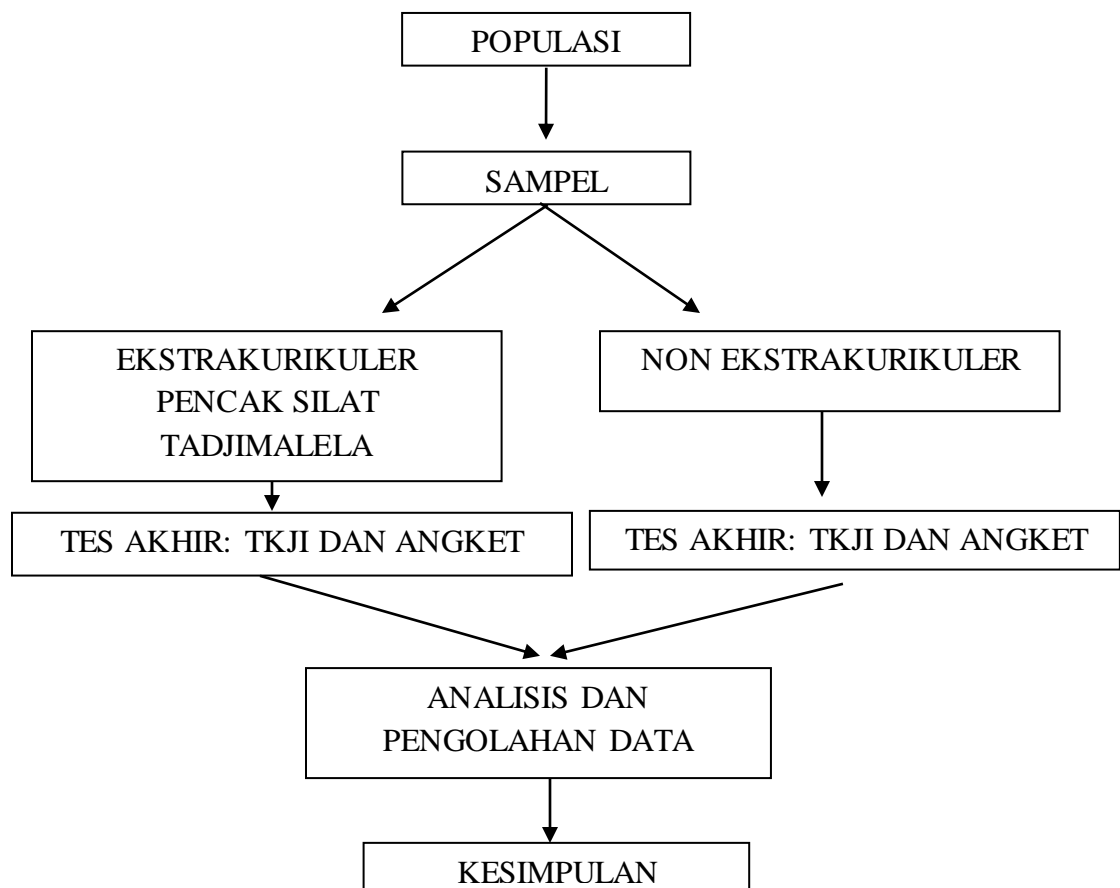 POPULASI
SAMPEL
EKSTRAKURIKULER
PENCAK SILAT
TADJIMALELA
NON EKSTRAKURIKULER
TES AKHIR: TKJI DAN ANGKET
TES AKHIR: TKJI DAN ANGKET
ANALISIS DAN
PENGOLAHAN DATA
KESIMPULAN